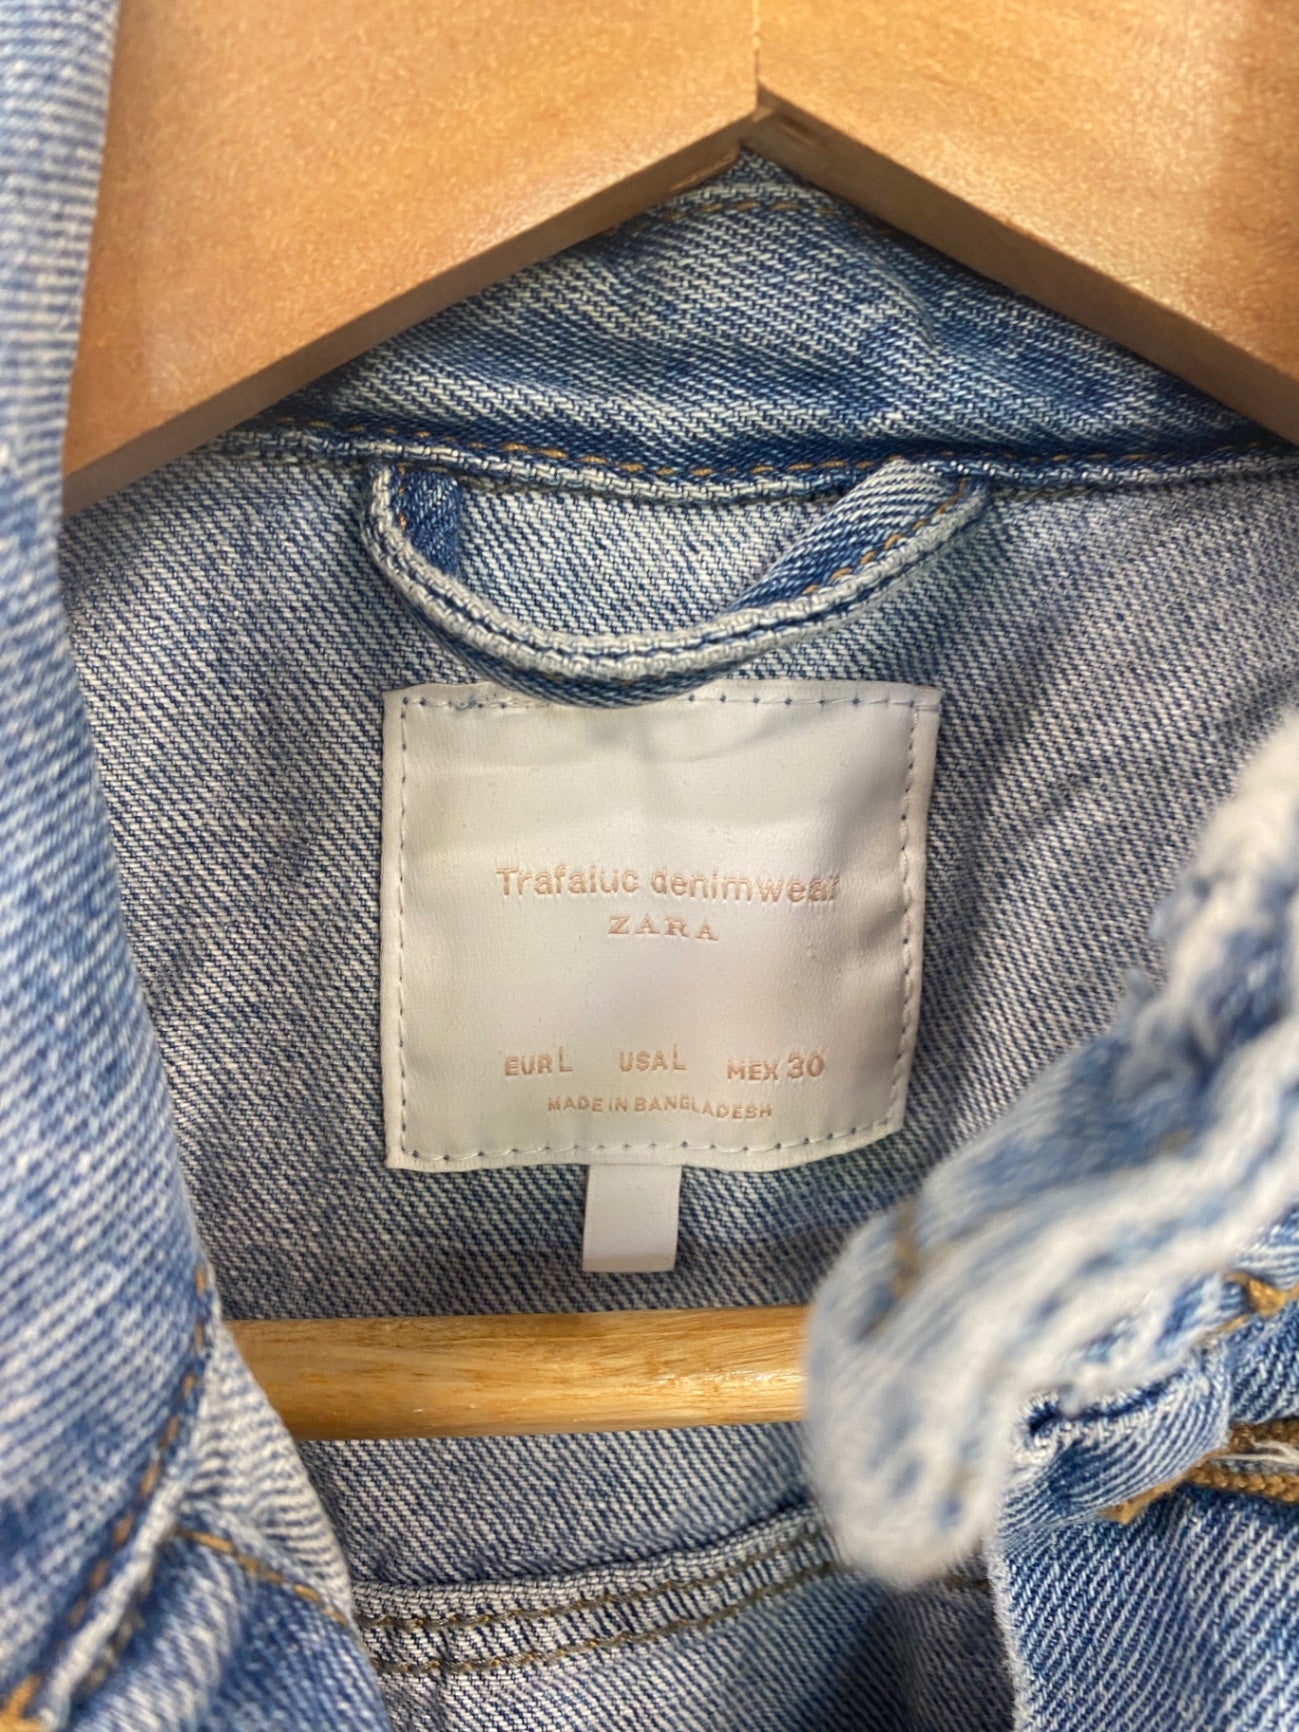 Trafaluc denimwear
ZARA
EUR L USA L MEX 30
MADE IN BANGLADESH